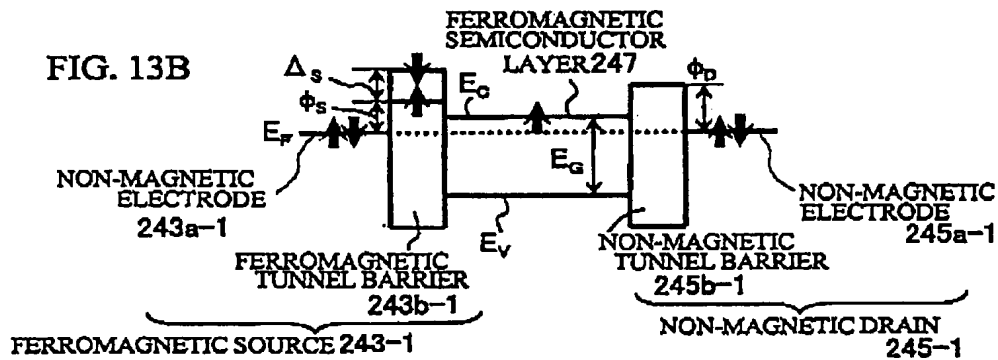 FIG. 13B
FERROMAGNETIC
SEMICONDUCTOR
LAYER 247
ΔS
ϕS
EF
EC
EG
EV
ϕD
NON-MAGNETIC
ELECTRODE
243a-1
FERROMAGNETIC
TUNNEL BARRIER
243b-1
NON-MAGNETIC
TUNNEL BARRIER
245b-1
NON-MAGNETIC
ELECTRODE
245a-1
FERROMAGNETIC SOURCE 243-1
NON-MAGNETIC DRAIN
245-1